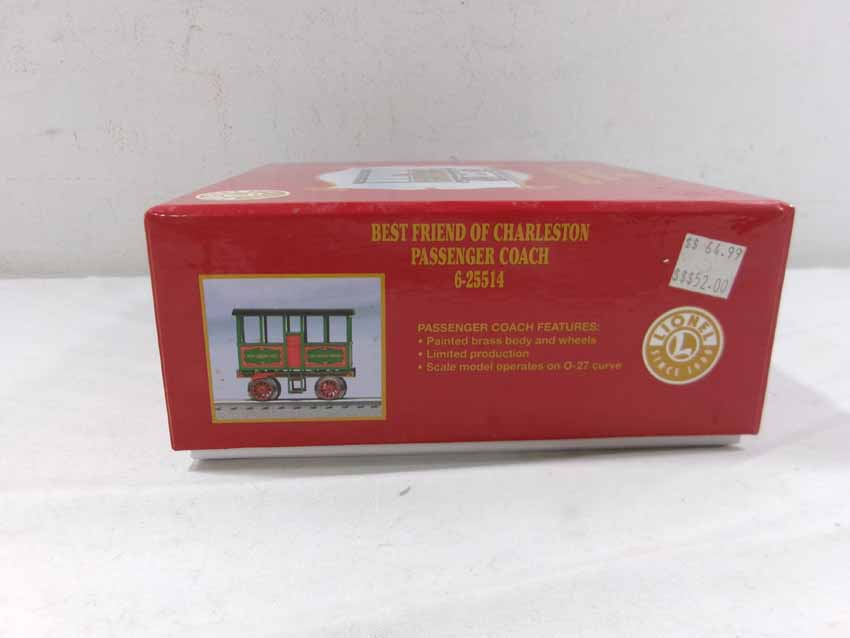 BEST FRIEND OF CHARLESTON
PASSENGER COACH
6-25514
$$ 64.99
$$$52.00
PASSENGER COACH FEATURES:
• Painted brass body and wheels
• Limited production
• Scale model operates on O-27 curve
LIONEL
L
SINCE 1900